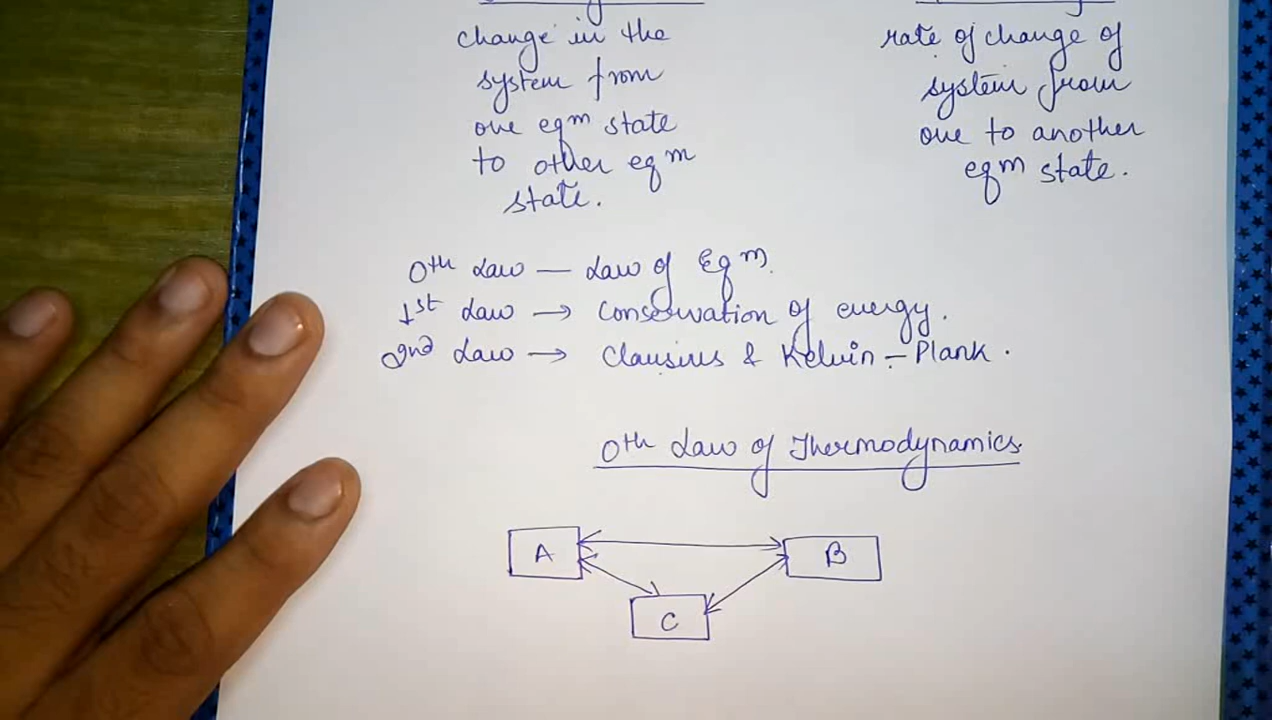 change in the
system from
one eqm state
to other eqm
state.
rate of change of
system from
one to another
eqm state.
0th Law — Law of Eqm.
1st Law → Conservation of energy.
2nd Law → Clausius & Kelvin-Plank.
0th Law of Thermodynamics.
A B
C